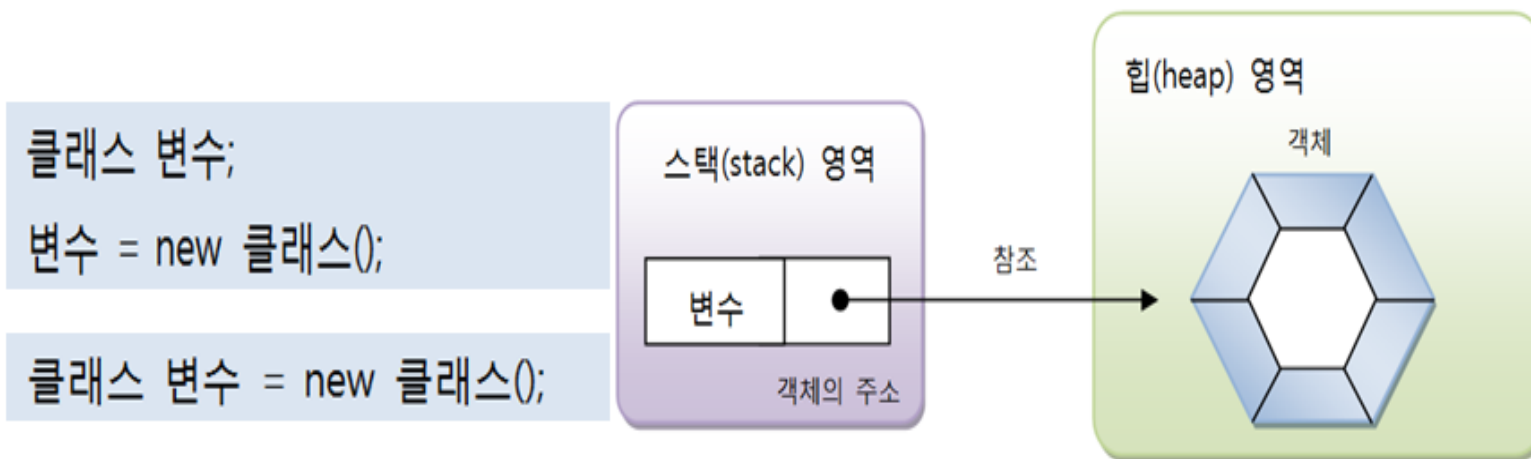 클래스 변수;
변수 = new 클래스();
클래스 변수 = new 클래스();
스택(stack) 영역
변수
객체의 주소
참조
힙(heap) 영역
객체